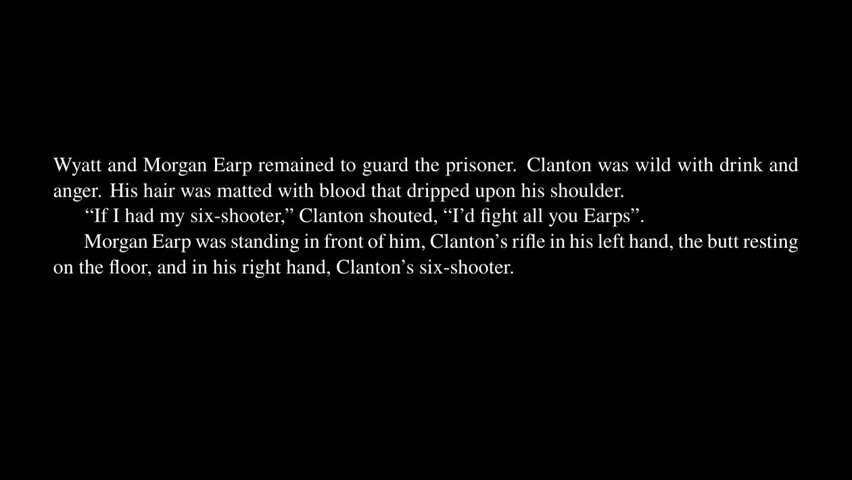 Wyatt and Morgan Earp remained to guard the prisoner. Clanton was wild with drink and
anger. His hair was matted with blood that dripped upon his shoulder.
“If I had my six-shooter,” Clanton shouted, “I’d fight all you Earps”.
Morgan Earp was standing in front of him, Clanton’s rifle in his left hand, the butt resting
on the floor, and in his right hand, Clanton’s six-shooter.